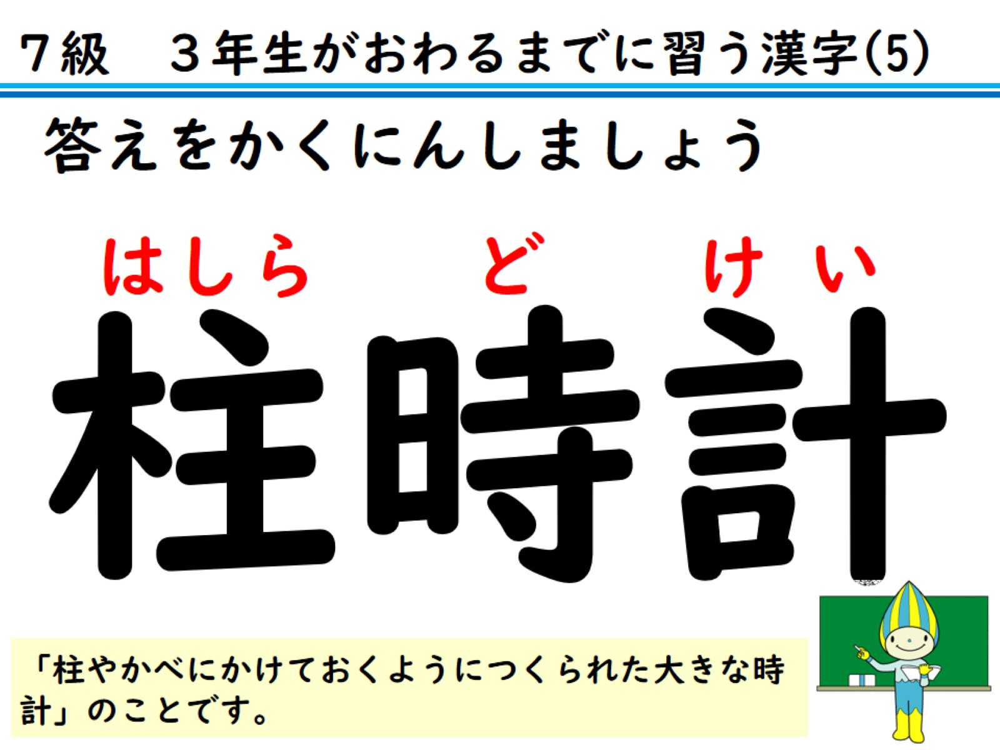 ７級　３年生がおわるまでに習う漢字(5)
答えをかくにんしましょう
はしら ど けい
柱時計
「柱やかべにかけておくようにつくられた大きな時
計」のことです。